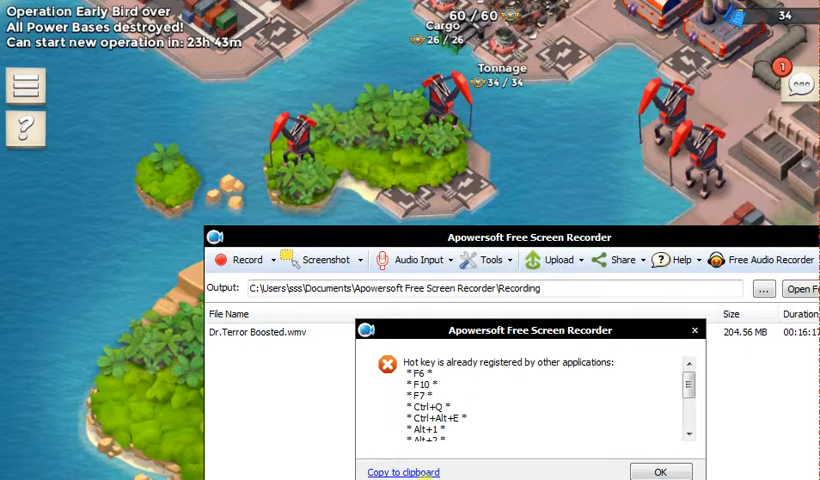 Operation Early Bird over
All Power Bases destroyed!
Can start new operation in: 23h 43m
60 / 60
Cargo
26 / 26
Tonnage
34 / 34
34
1
?
Apowersoft Free Screen Recorder
Record Screenshot Audio Input Tools Upload Share ? Help Free Audio Recorder
Output: C:\Users\sss\Documents\Apowersoft Free Screen Recorder\Recording ... Open
File Name Size Duration
Dr.Terror Boosted.wmv 204.56 MB
Apowersoft Free Screen Recorder x
Hot key is already registered by other applications:
* F6 *
* F10 *
* F7 *
* Ctrl+Q *
* Ctrl+Alt+E *
* Alt+1 *
* Alt+2 *
Copy to clipboard OK